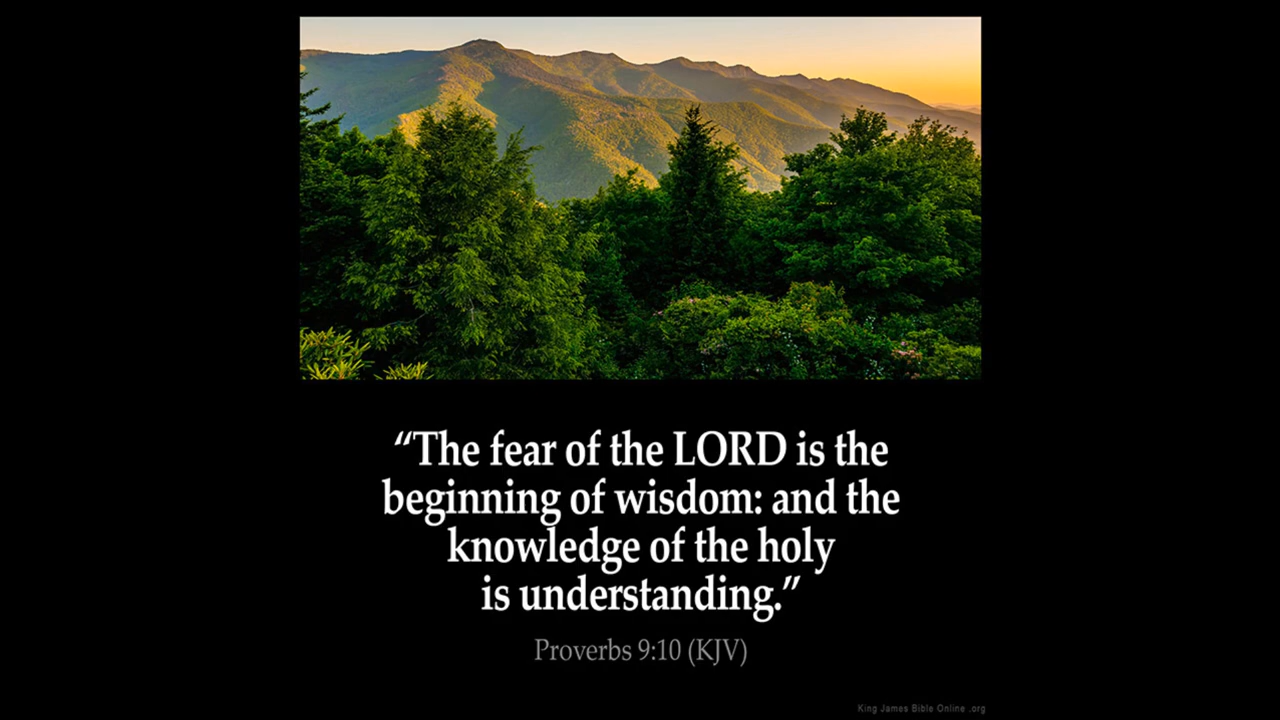 “The fear of the LORD is the
beginning of wisdom: and the
knowledge of the holy
is understanding.”
Proverbs 9:10 (KJV)
King James Bible Online .org